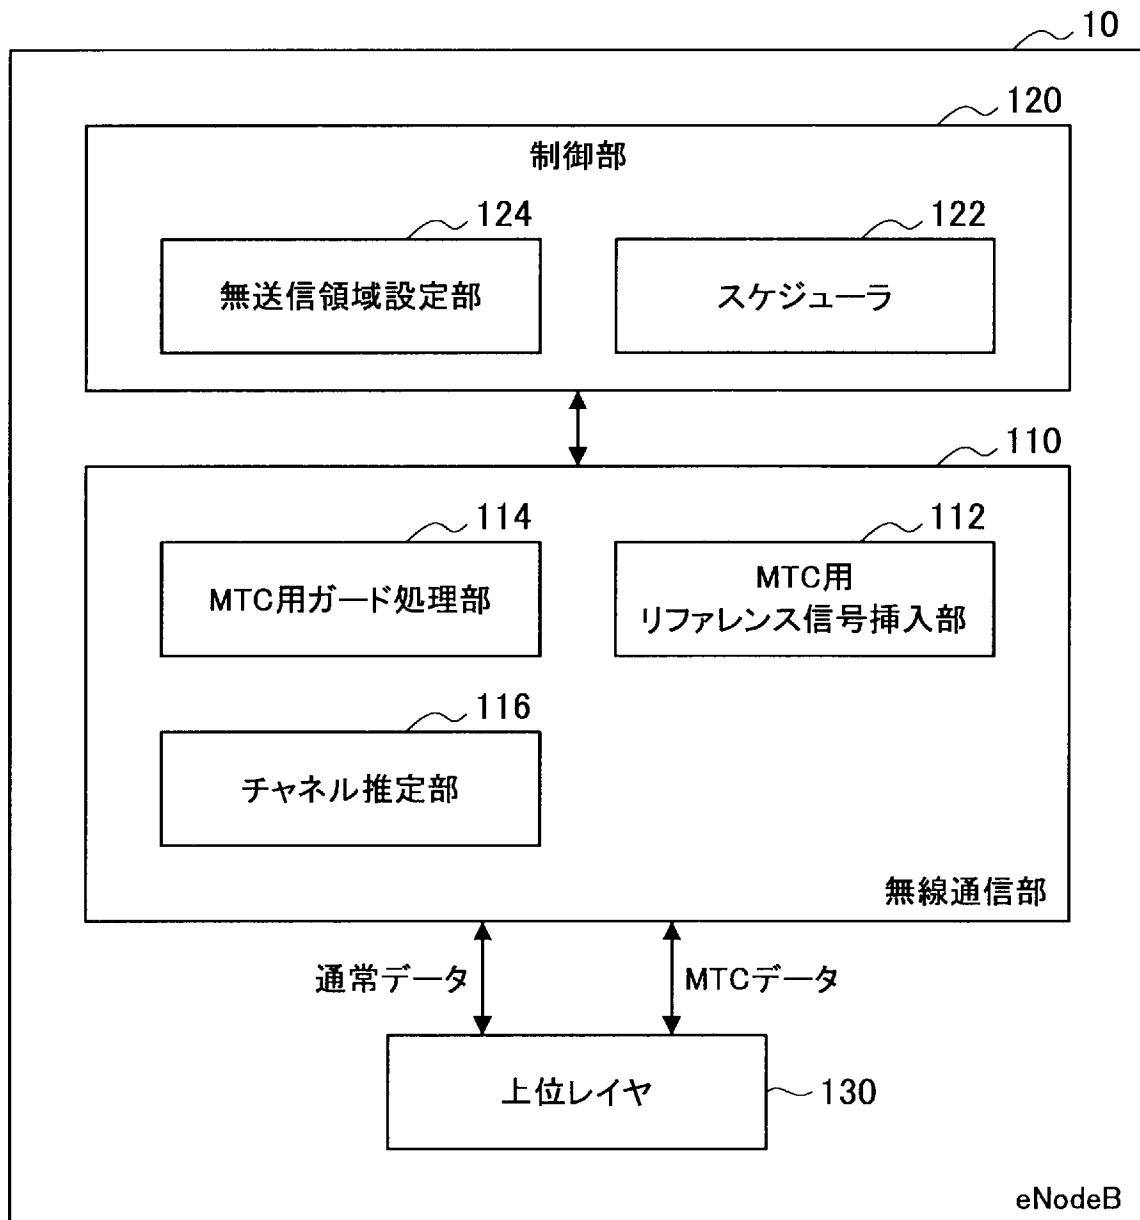 10
120
制御部
124
122
無送信領域設定部
スケジューラ
110
114
112
MTC用ガード処理部
MTC用
リファレンス信号挿入部
116
チャネル推定部
無線通信部
通常データ
MTCデータ
上位レイヤ
130
eNodeB